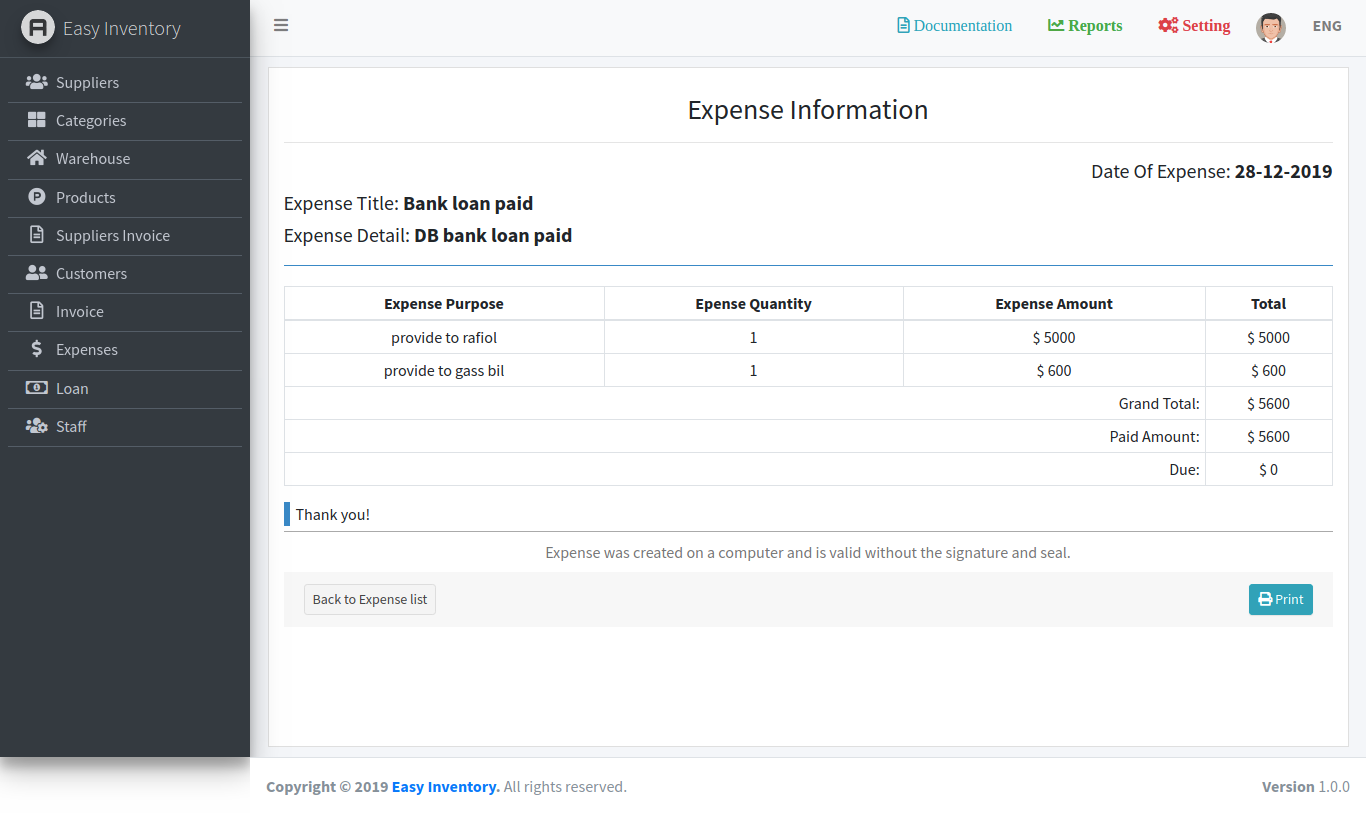 Easy Inventory
Documentation Reports Setting ENG
Suppliers
Categories
Warehouse
Products
Suppliers Invoice
Customers
Invoice
Expenses
Loan
Staff
Expense Information
Date Of Expense: 28-12-2019
Expense Title: Bank loan paid
Expense Detail: DB bank loan paid
Expense Purpose Epense Quantity Expense Amount Total
provide to rafiol 1 $ 5000 $ 5000
provide to gass bil 1 $ 600 $ 600
Grand Total: $ 5600
Paid Amount: $ 5600
Due: $ 0
Thank you!
Expense was created on a computer and is valid without the signature and seal.
Back to Expense list Print
Copyright © 2019 Easy Inventory. All rights reserved. Version 1.0.0